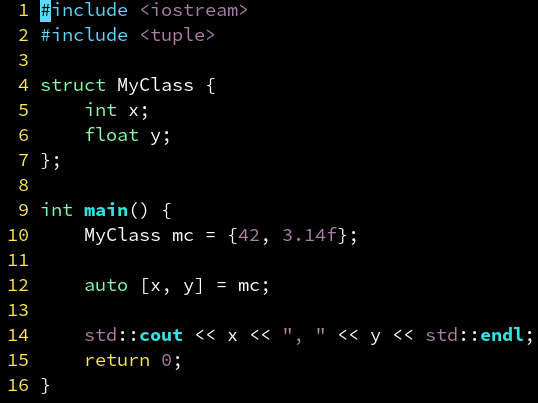 1 #include <iostream>
2 #include <tuple>
3
4 struct MyClass {
5     int x;
6     float y;
7 };
8
9 int main() {
10     MyClass mc = {42, 3.14f};
11
12     auto [x, y] = mc;
13
14     std::cout << x << ", " << y << std::endl;
15     return 0;
16 }